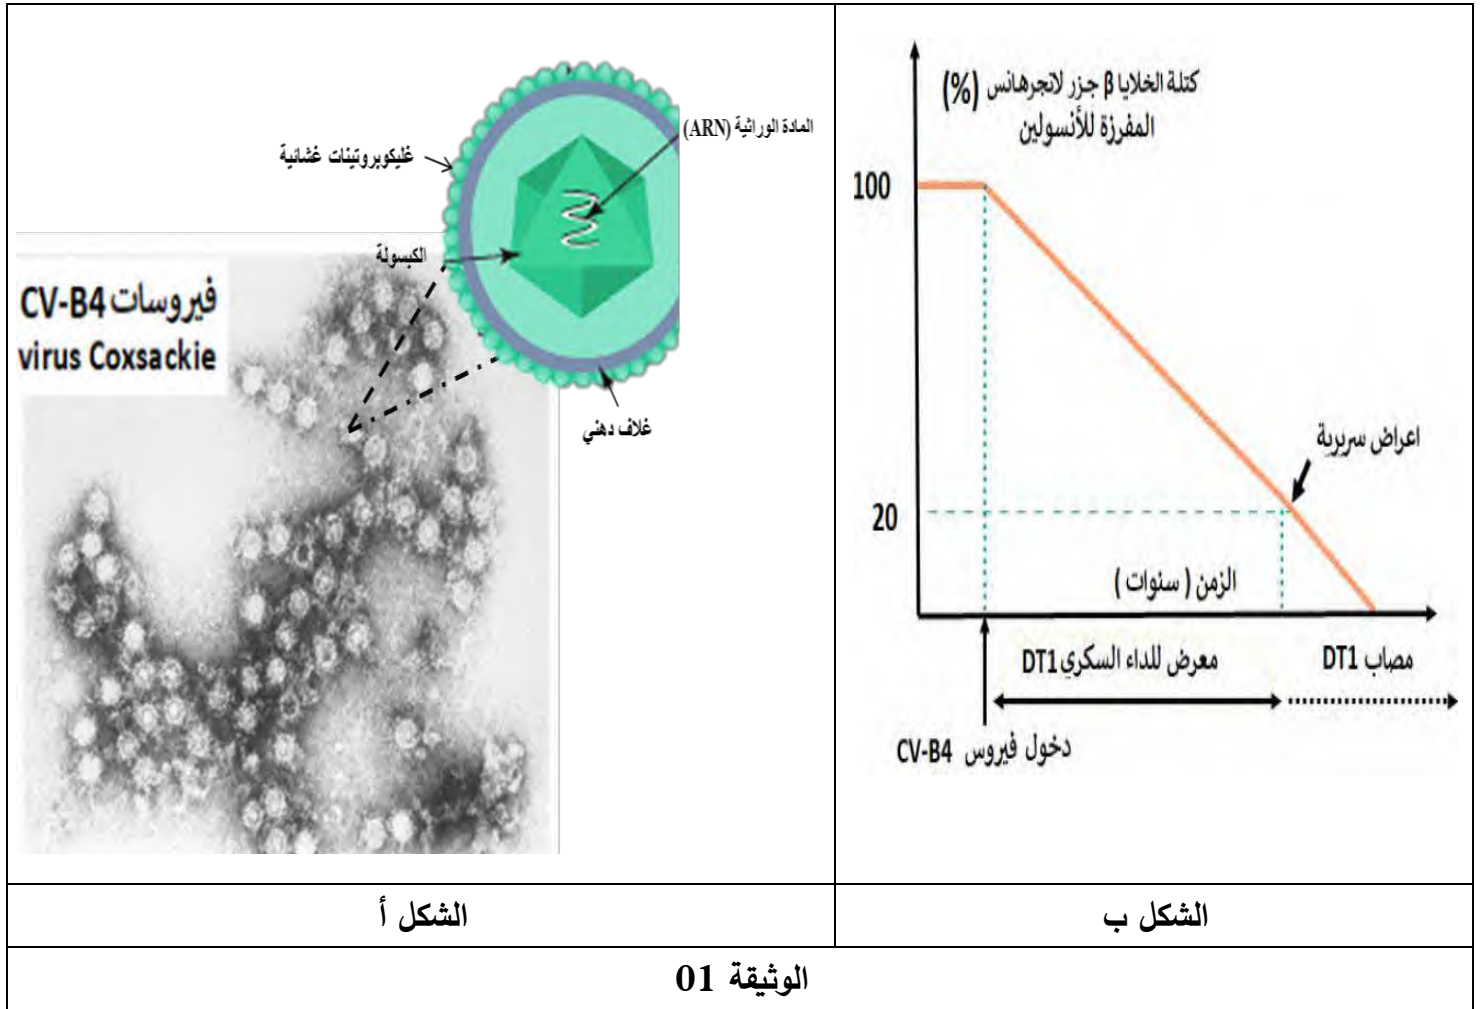 المادة الوراثية (ARN)
غليكوبروتينات غشائية
الكبسولة
فيروسات CV-B4
virus Coxsackie
غلاف دهني
كتلة الخلايا β جزر لانجرهانس (%)
المفرزة للأنسولين
100
اعراض سريرية
20
الزمن ( سنوات )
معرض للداء السكري DT1
مصاب DT1
دخول فيروس CV-B4
الشكل أ
الشكل ب
الوثيقة 01